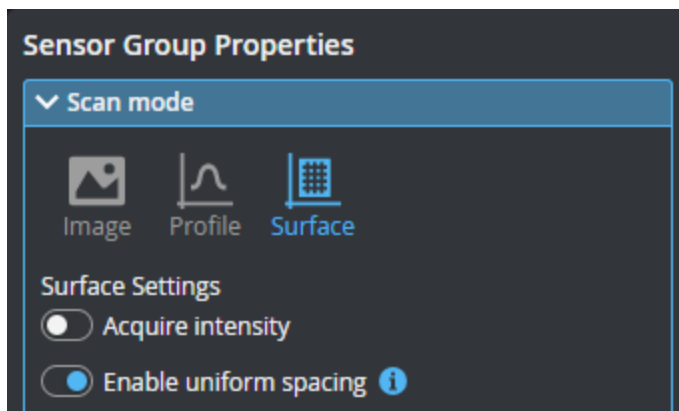 Sensor Group Properties
Scan mode
Image Profile Surface
Surface Settings
Acquire intensity
Enable uniform spacing